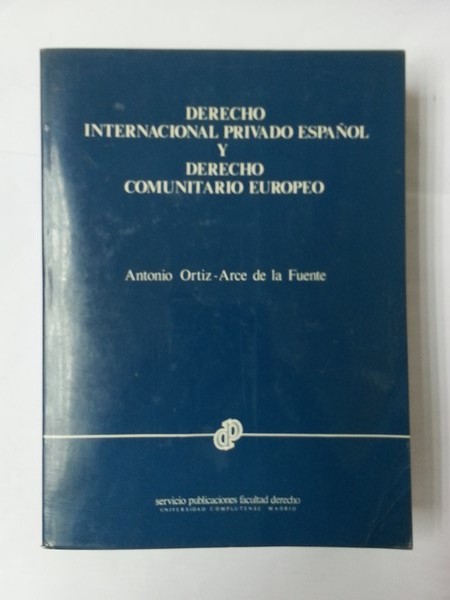 DERECHO
INTERNACIONAL PRIVADO ESPAÑOL
Y
DERECHO
COMUNITARIO EUROPEO
Antonio Ortiz-Arce de la Fuente
servicio publicaciones facultad derecho
UNIVERSIDAD COMPLUTENSE MADRID